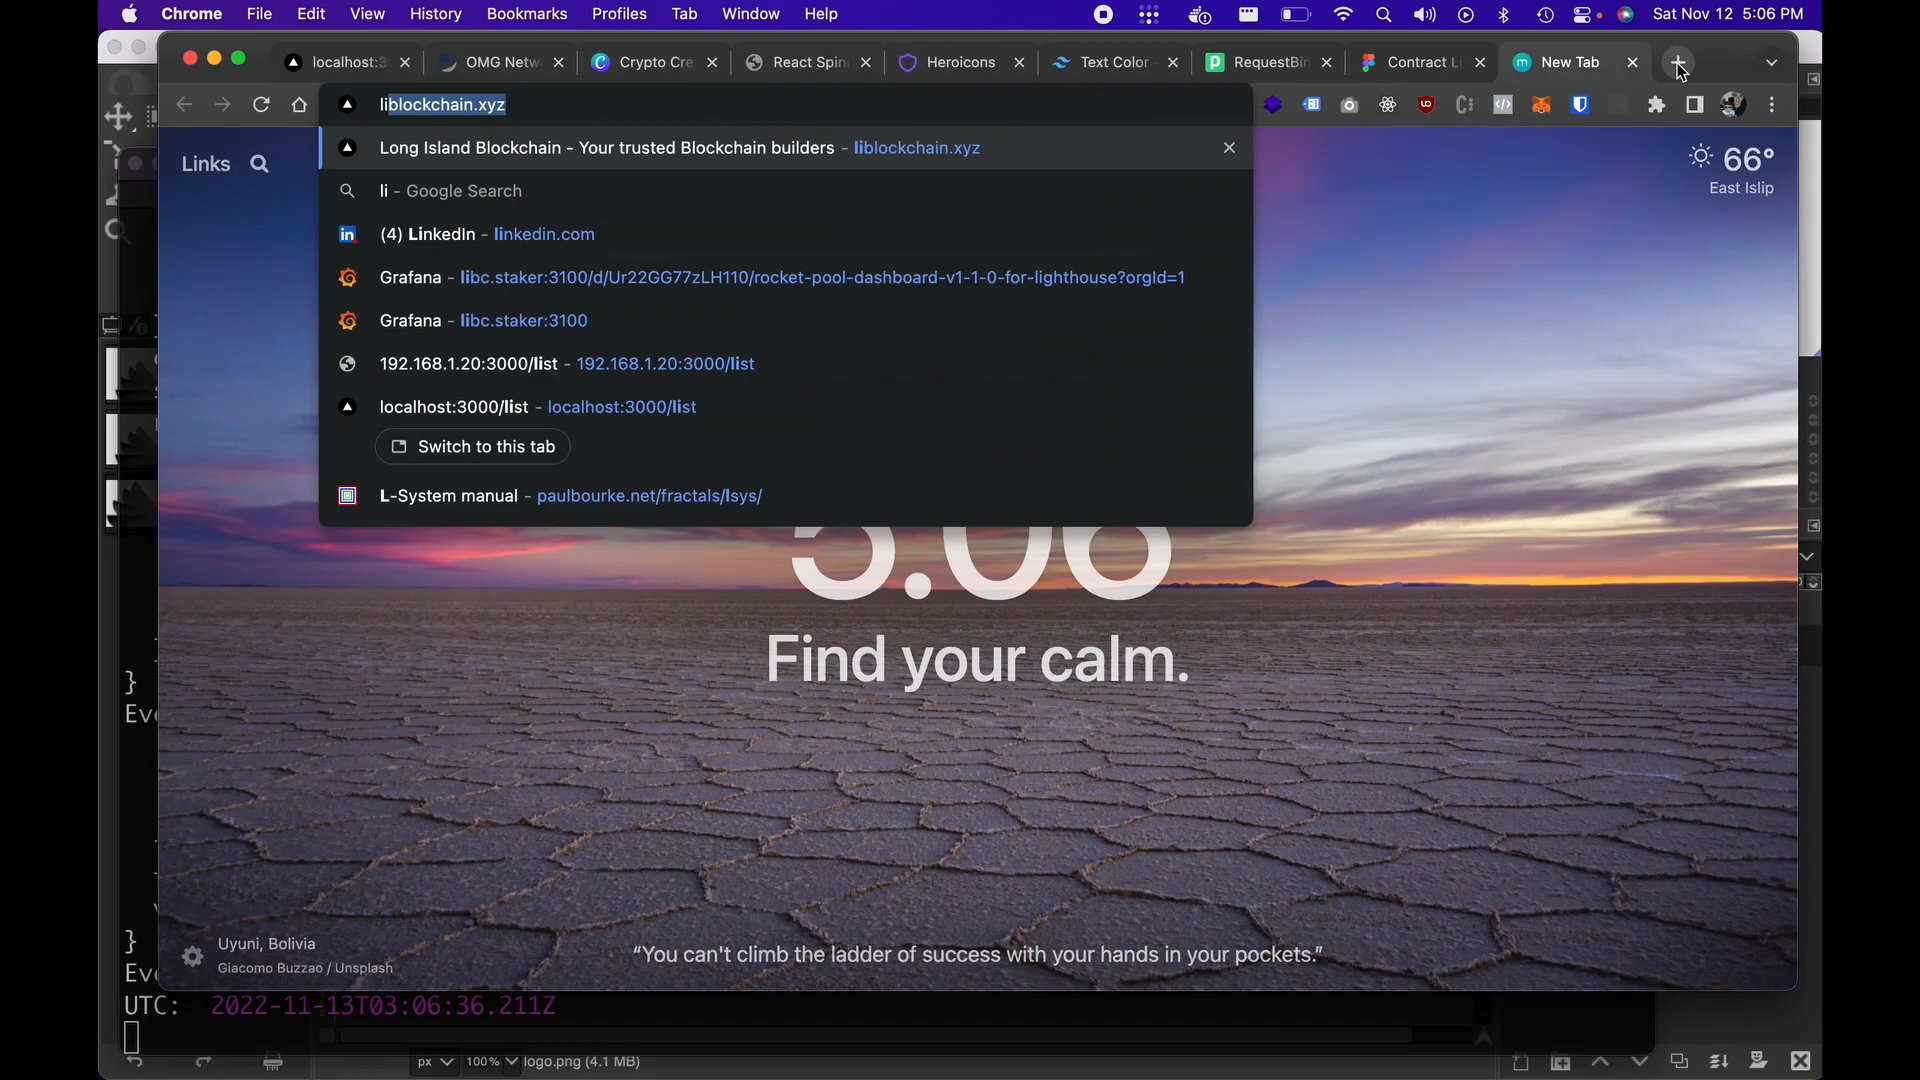 Chrome File Edit View History Bookmarks Profiles Tab Window Help Sat Nov 12 5:06 PM
localhost:3 OMG Netw Crypto Cre React Spin Heroicons Text Color RequestBin Contract Li New Tab
liblockchain.xyz
Links
Long Island Blockchain - Your trusted Blockchain builders - liblockchain.xyz
66°
East Islip
li - Google Search
(4) LinkedIn - linkedin.com
Grafana - libc.staker:3100/d/Ur22GG77zLH110/rocket-pool-dashboard-v1-1-0-for-lighthouse?orgId=1
Grafana - libc.staker:3100
192.168.1.20:3000/list - 192.168.1.20:3000/list
localhost:3000/list - localhost:3000/list
Switch to this tab
L-System manual - paulbourke.net/fractals/lsys/
5:06
Find your calm.
}
Eve
}
Uyuni, Bolivia
Giacomo Buzzao / Unsplash
“You can't climb the ladder of success with your hands in your pockets.”
Eve
UTC: 2022-11-13T03:06:36.211Z
px 100% logo.png (4.1 MB)